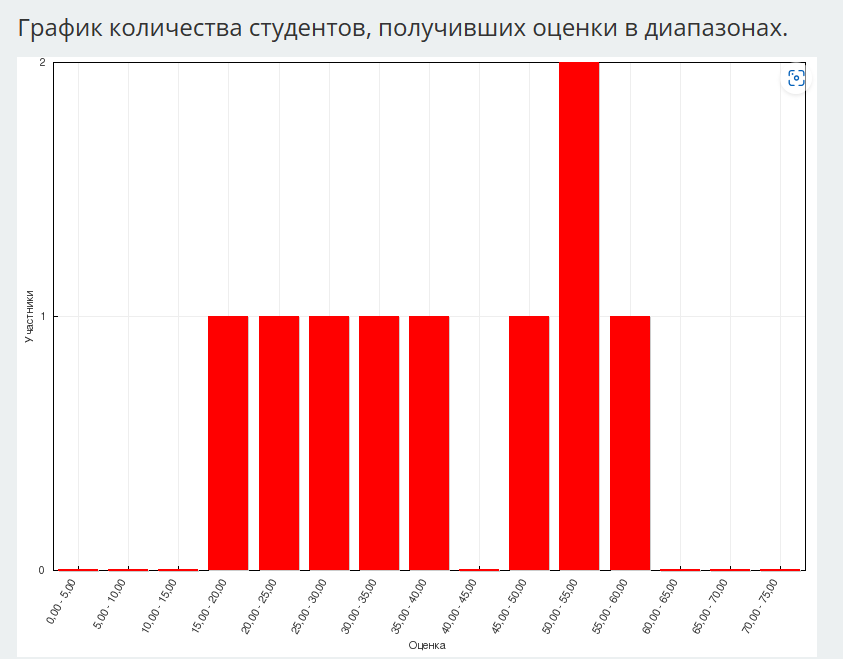 График количества студентов, получивших оценки в диапазонах.
2
1
0
Участники
0.00 - 5.00
5.00 - 10.00
10.00 - 15.00
15.00 - 20.00
20.00 - 25.00
25.00 - 30.00
30.00 - 35.00
35.00 - 40.00
40.00 - 45.00
45.00 - 50.00
50.00 - 55.00
55.00 - 60.00
60.00 - 65.00
65.00 - 70.00
70.00 - 75.00
Оценка